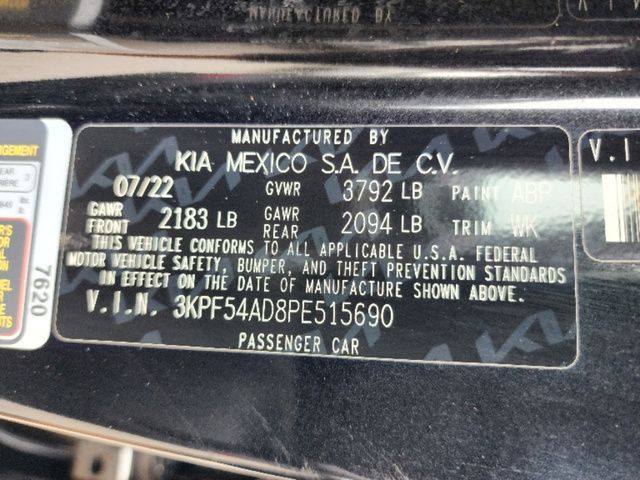 MANUFACTURED BY
KIA MEXICO S.A. DE C.V.
07/22 GVWR 3792 LB PAINT ABP
GAWR FRONT 2183 LB GAWR REAR 2094 LB TRIM WK
THIS VEHICLE CONFORMS TO ALL APPLICABLE U.S.A. FEDERAL
MOTOR VEHICLE SAFETY, BUMPER, AND THEFT PREVENTION STANDARDS
IN EFFECT ON THE DATE OF MANUFACTURE SHOWN ABOVE.
V.I.N. 3KPF54AD8PE515690
PASSENGER CAR
7620
V.I